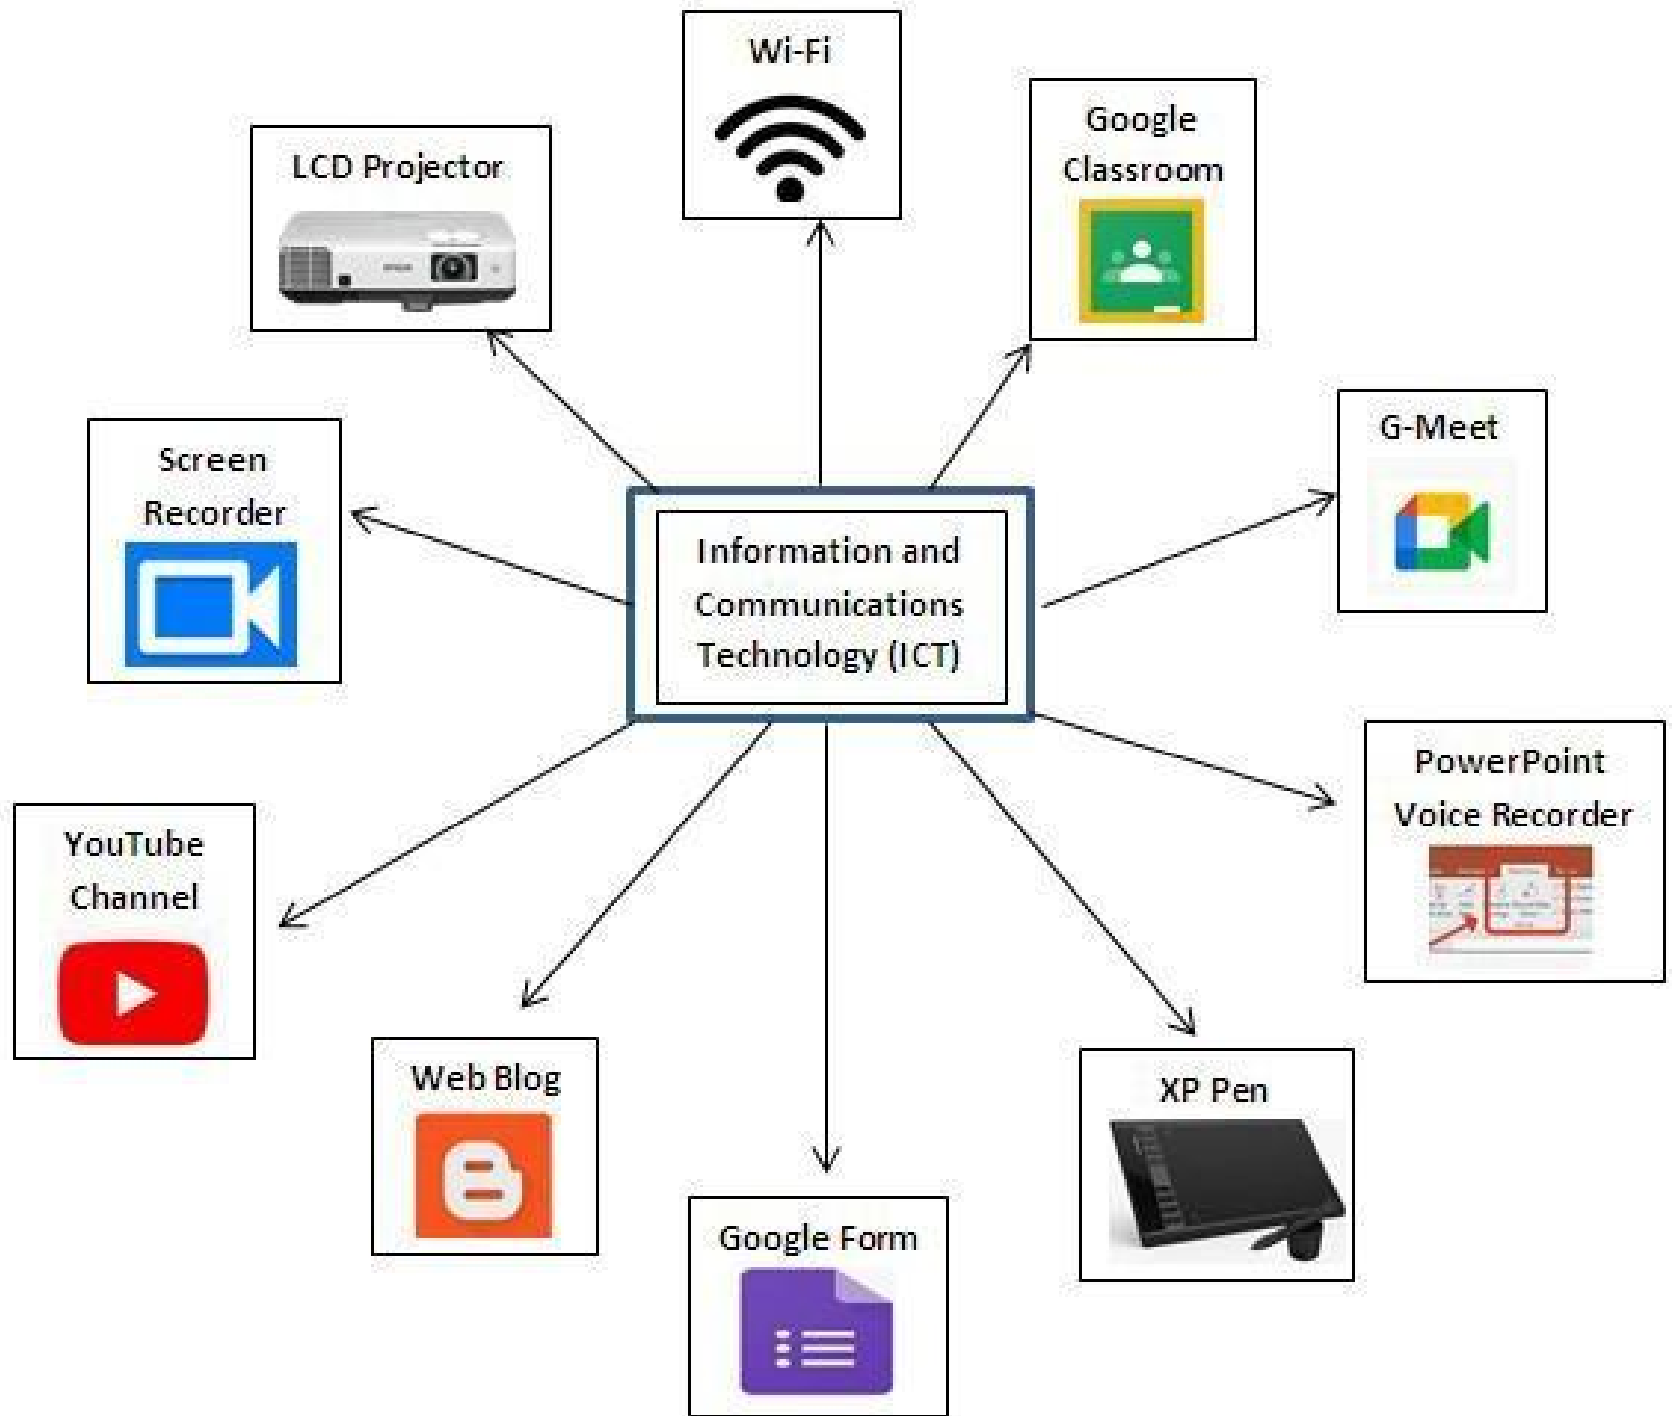 Wi-Fi
Google
Classroom
LCD Projector
G-Meet
Screen
Recorder
Information and
Communications
Technology (ICT)
PowerPoint
Voice Recorder
YouTube
Channel
Web Blog
XP Pen
Google Form